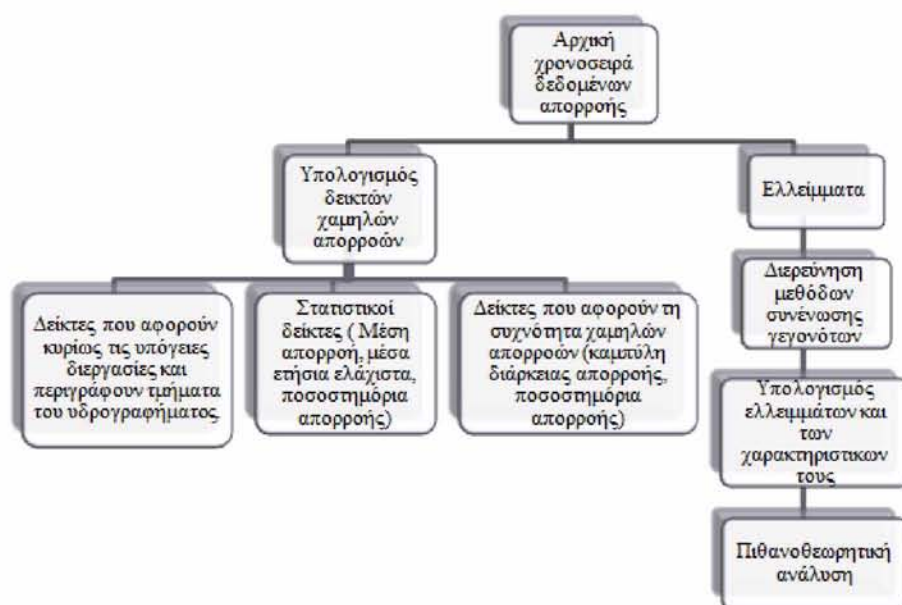 Αρχική
χρονοσειρά
δεδομένων
απορροής
Υπολογισμός
δεικτών
χαμηλών
απορροών
Ελλείμματα
Δείκτες που αφορούν
κυρίως τις υπόγειες
διεργασίες και
περιγράφουν τμήματα
του υδρογραφήματος.
Στατιστικοί
δείκτες ( Μέση
απορροή, μέσα
ετήσια ελάχιστα,
ποσοστημόρια
απορροής)
Δείκτες που αφορούν τη
συχνότητα χαμηλών
απορροών (καμπύλη
διάρκειας απορροής,
ποσοστημόρια
απορροής)
Διερεύνηση
μεθόδων
συνένωσης
γεγονότων
Υπολογισμός
ελλειμμάτων και
των
χαρακτηριστικων
τους
Πιθανοθεωρητική
ανάλυση